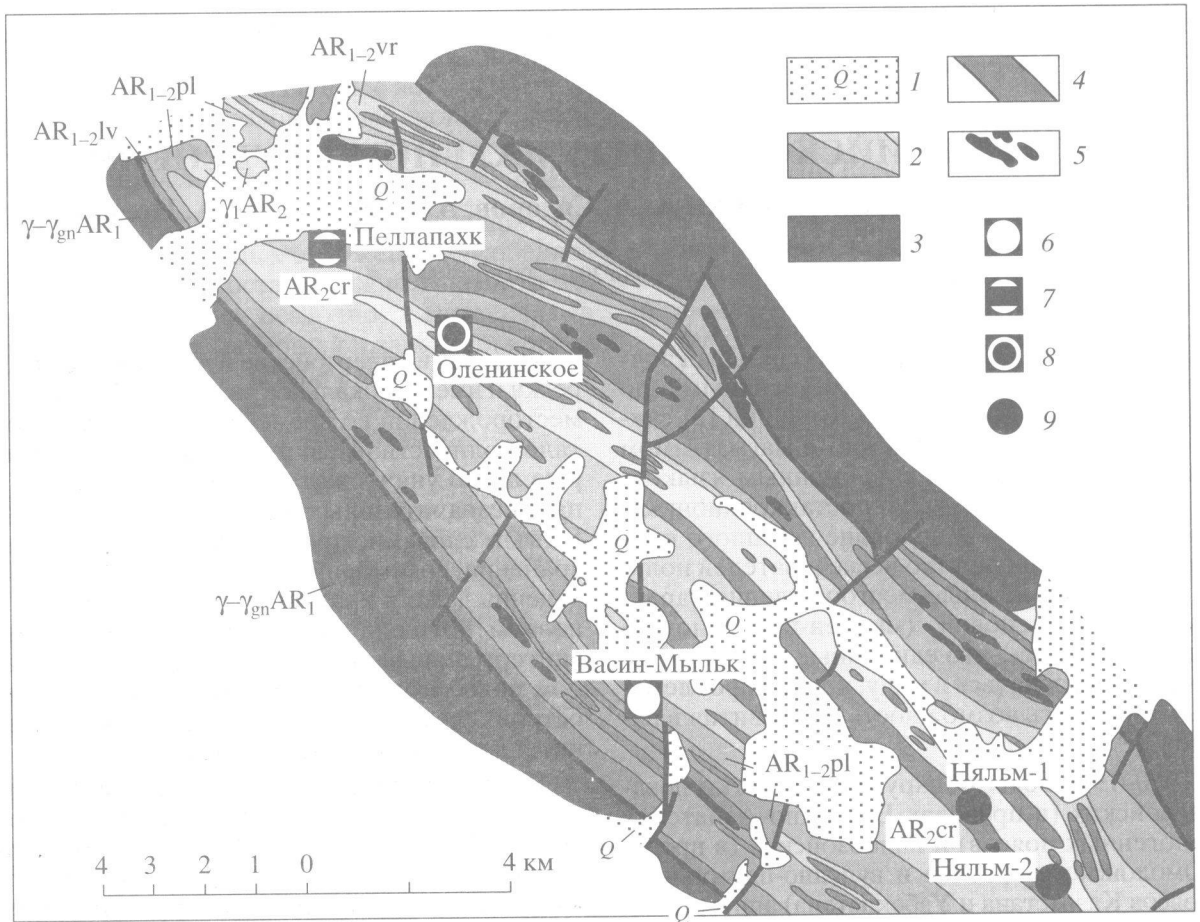 AR₁₋₂vr
AR₁₋₂pl
AR₁₋₂lv
γ–γgnAR₁
γ₁AR₂
Q
Пеллапахк
AR₂cr
Оленинское
Q
Q
γ–γgnAR₁
Q
Васин-Мыльк
AR₁₋₂pl
Няльм-1
AR₂cr
Няльм-2
Q
Q
4 3 2 1 0 4 км
Q 1
2
3
4
5
6
7
8
9